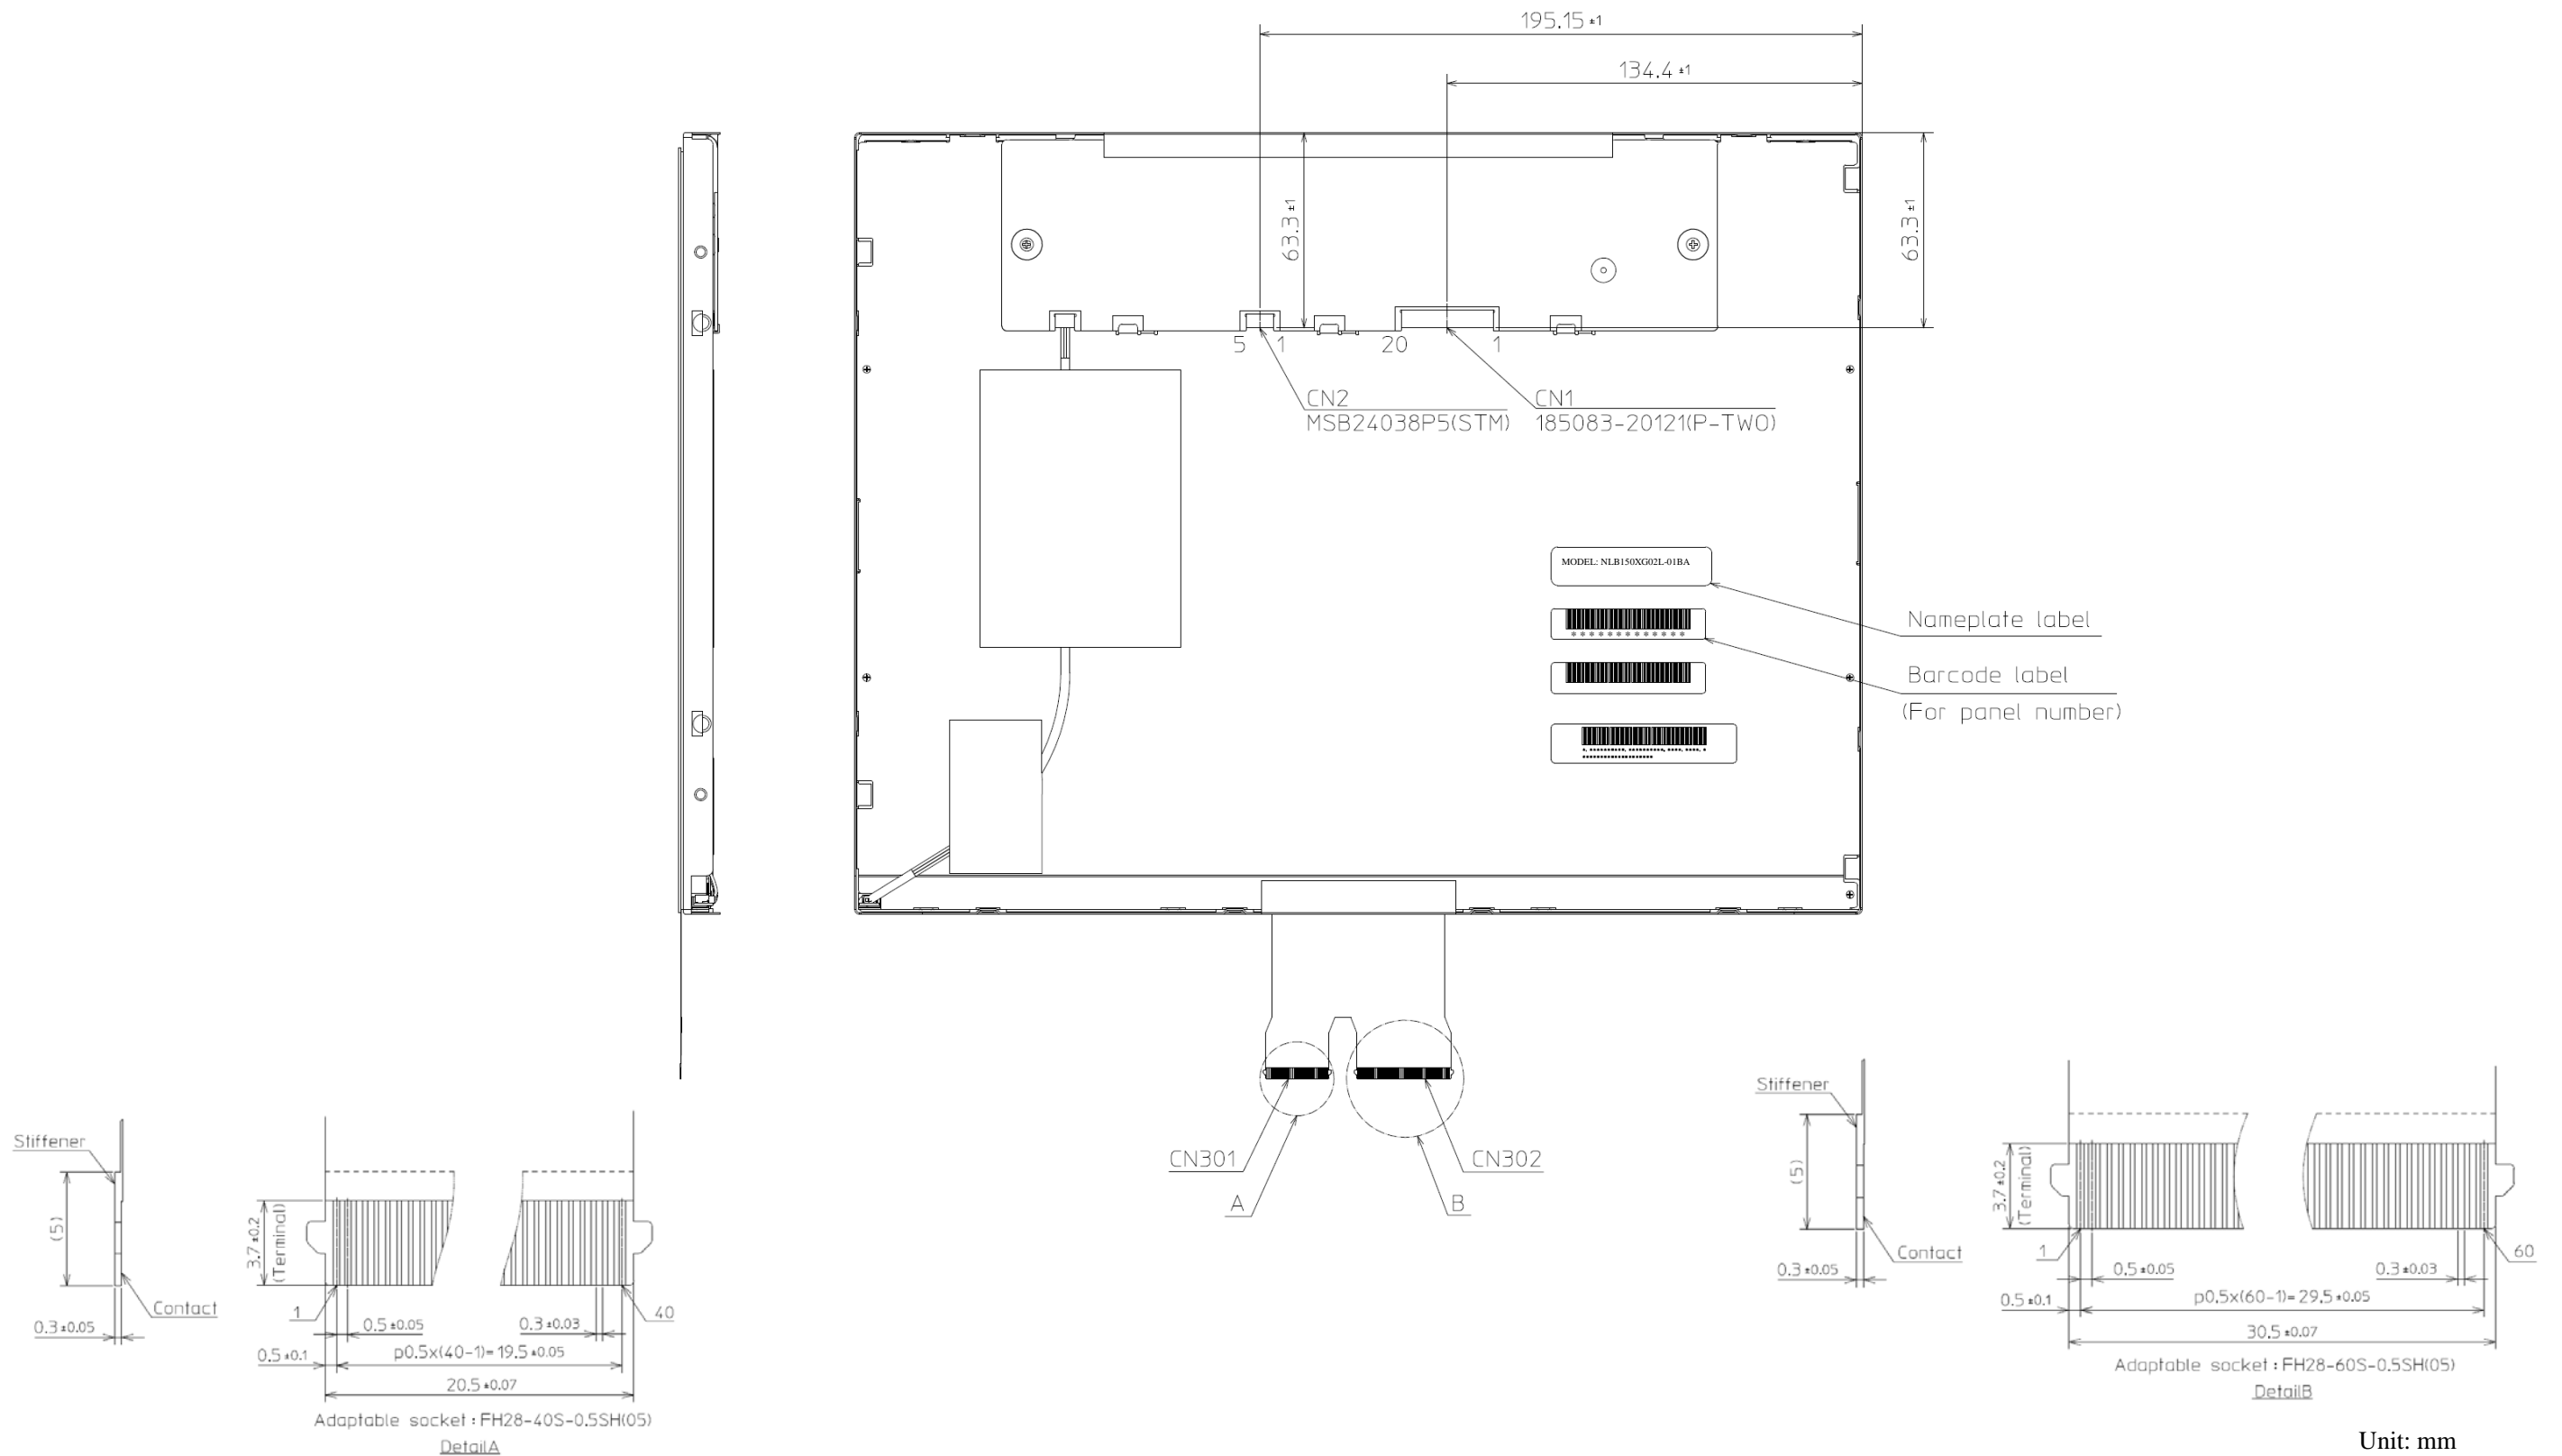 195.15 ±1
134.4 ±1
63.3 ±1
63.3 ±1
5 1 20 1
CN2
MSB24038P5(STM)
CN1
185083-20121(P-TWO)
MODEL: NLB150XG02L-01BA
Nameplate label
Barcode label
(For panel number)
CN301
A
CN302
B
Stiffener
(5)
Contact
0.3 ±0.05
3.7 ±0.2
(Terminal)
1
40
0.5 ±0.05
0.3 ±0.03
0.5 ±0.1
p0.5x(40-1)= 19.5 ±0.05
20.5 ±0.07
Adaptable socket : FH28-40S-0.5SH(05)
DetailA
Stiffener
(5)
Contact
0.3 ±0.05
3.7 ±0.2
(Terminal)
1
60
0.5 ±0.05
0.3 ±0.03
0.5 ±0.1
p0.5x(60-1)= 29.5 ±0.05
30.5 ±0.07
Adaptable socket : FH28-60S-0.5SH(05)
DetailB
Unit: mm